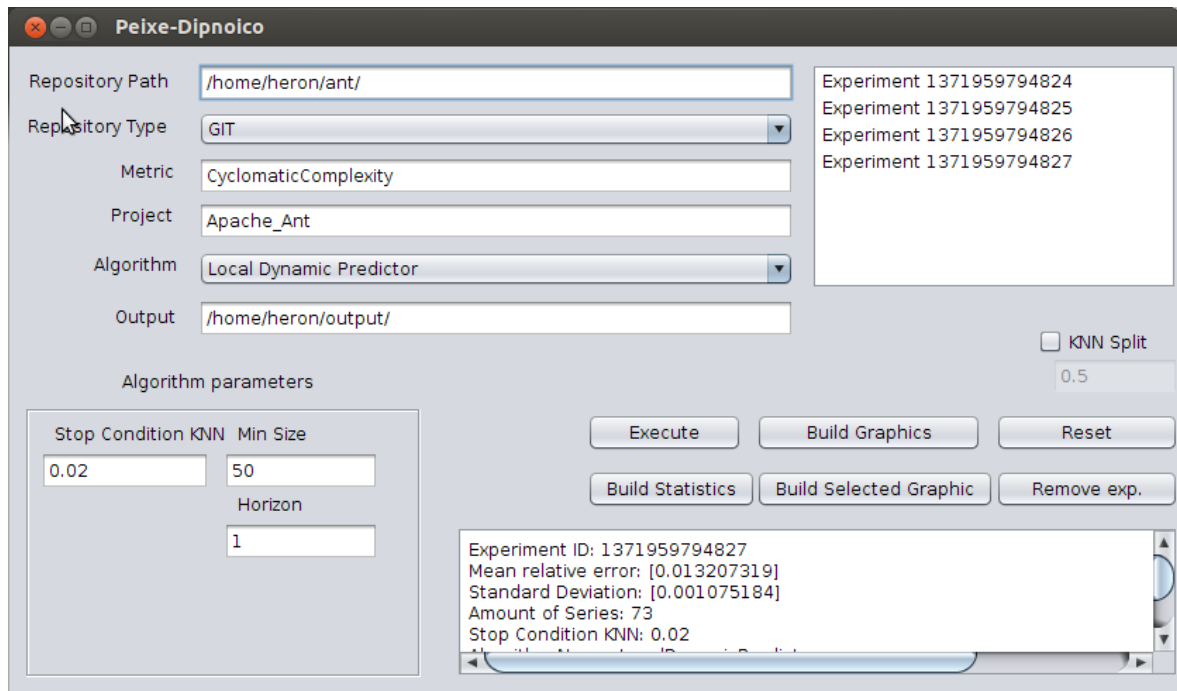 Peixe-Dipnoico
Repository Path
/home/heron/ant/
Repository Type
GIT
Metric
CyclomaticComplexity
Project
Apache_Ant
Algorithm
Local Dynamic Predictor
Output
/home/heron/output/
Experiment 1371959794824
Experiment 1371959794825
Experiment 1371959794826
Experiment 1371959794827
KNN Split
0.5
Algorithm parameters
Stop Condition KNN
0.02
Min Size
50
Horizon
1
Execute
Build Graphics
Reset
Build Statistics
Build Selected Graphic
Remove exp.
Experiment ID: 1371959794827
Mean relative error: [0.013207319]
Standard Deviation: [0.001075184]
Amount of Series: 73
Stop Condition KNN: 0.02